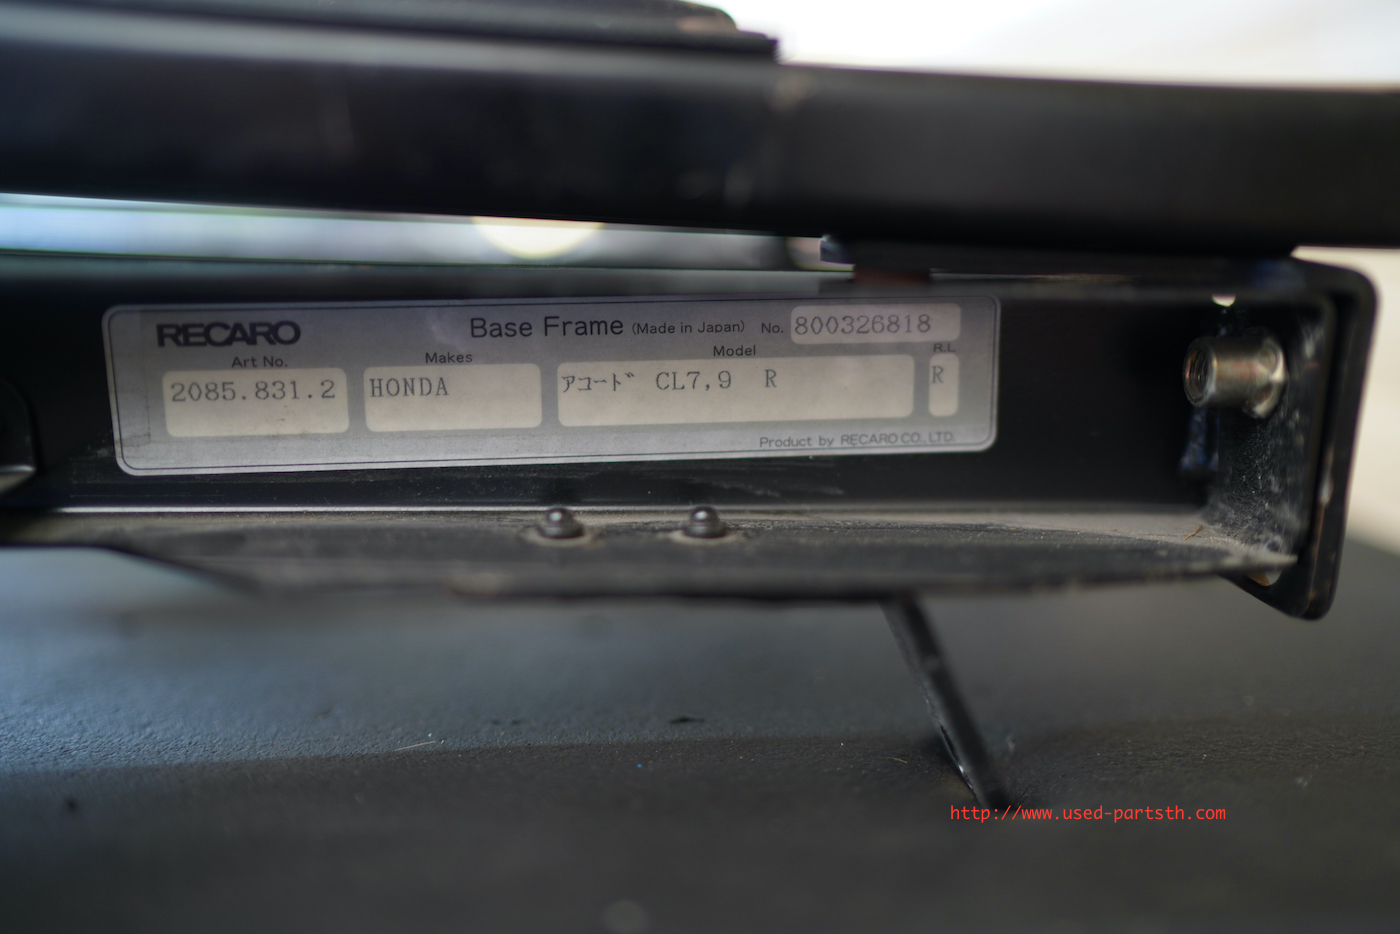 RECARO
Base Frame (Made in Japan) No. 800326818
Art No. Makes Model R.L
2085.831.2 HONDA アコード CL7,9 R R
Product by RECARO CO., LTD.
http://www.used-partsth.com